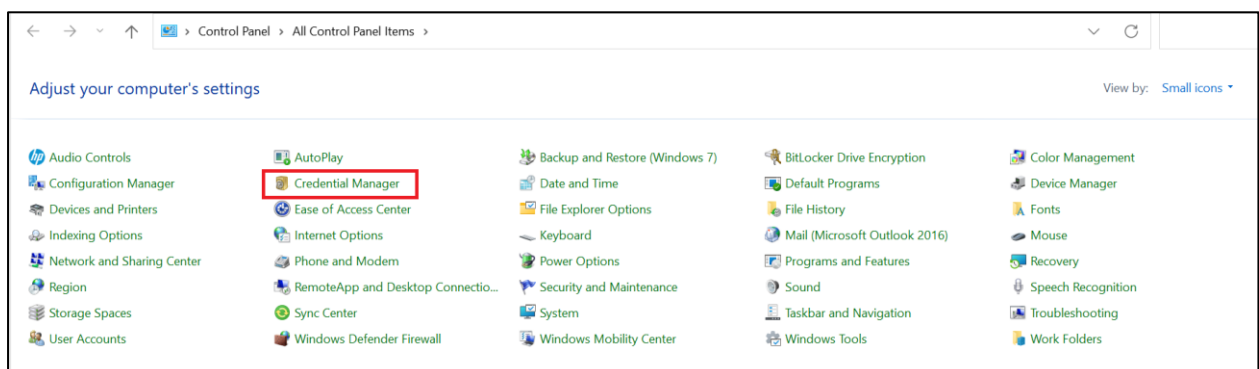 Control Panel > All Control Panel Items >
Adjust your computer's settings
View by: Small icons
Audio Controls
AutoPlay
Backup and Restore (Windows 7)
BitLocker Drive Encryption
Color Management
Configuration Manager
Credential Manager
Date and Time
Default Programs
Device Manager
Devices and Printers
Ease of Access Center
File Explorer Options
File History
Fonts
Indexing Options
Internet Options
Keyboard
Mail (Microsoft Outlook 2016)
Mouse
Network and Sharing Center
Phone and Modem
Power Options
Programs and Features
Recovery
Region
RemoteApp and Desktop Connectio...
Security and Maintenance
Sound
Speech Recognition
Storage Spaces
Sync Center
System
Taskbar and Navigation
Troubleshooting
User Accounts
Windows Defender Firewall
Windows Mobility Center
Windows Tools
Work Folders